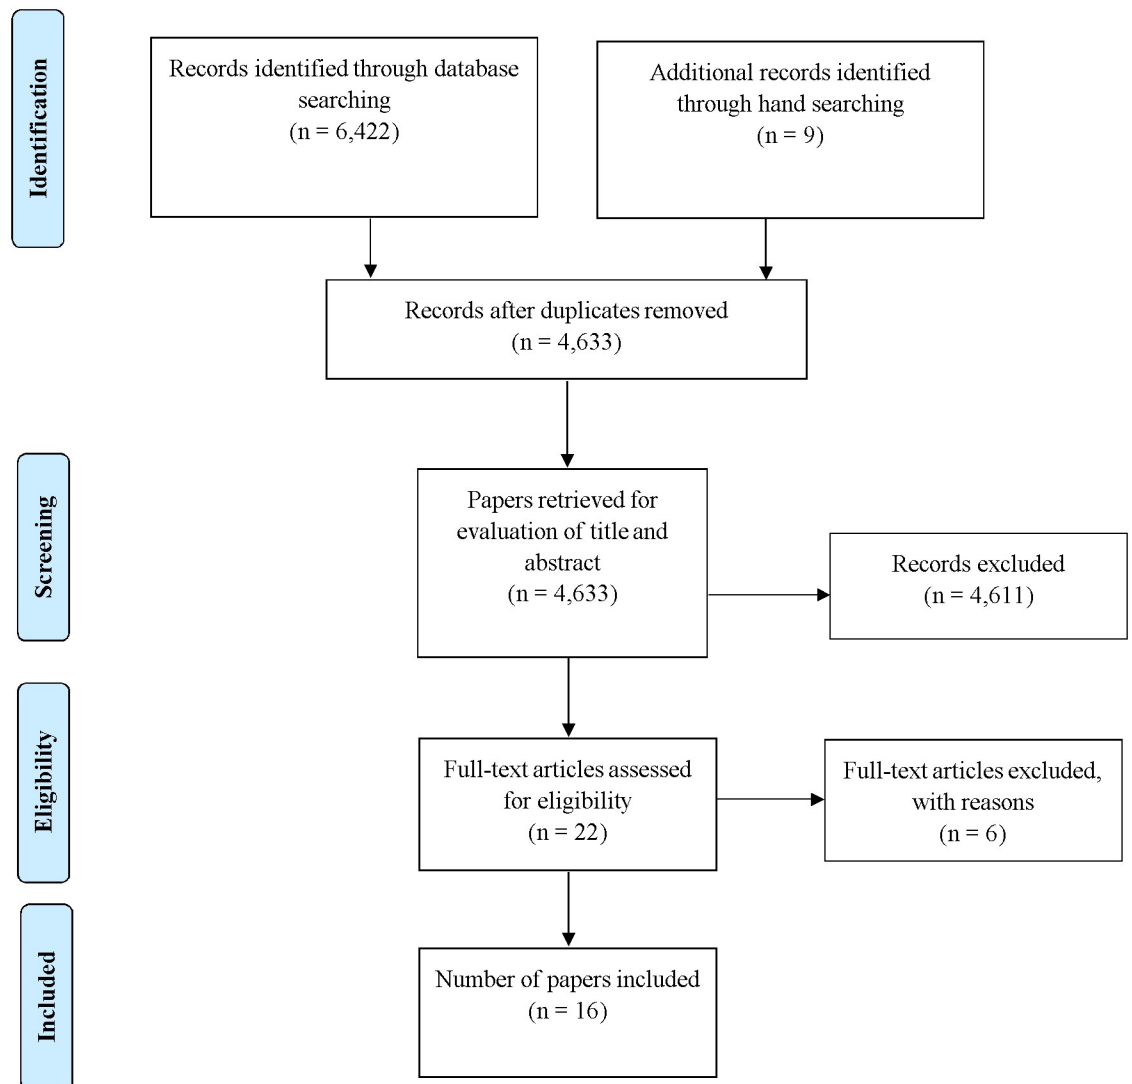 Identification
Records identified through database
searching
(n = 6,422)
Additional records identified
through hand searching
(n = 9)
Records after duplicates removed
(n = 4,633)
Screening
Papers retrieved for
evaluation of title and
abstract
(n = 4,633)
Records excluded
(n = 4,611)
Eligibility
Full-text articles assessed
for eligibility
(n = 22)
Full-text articles excluded,
with reasons
(n = 6)
Included
Number of papers included
(n = 16)